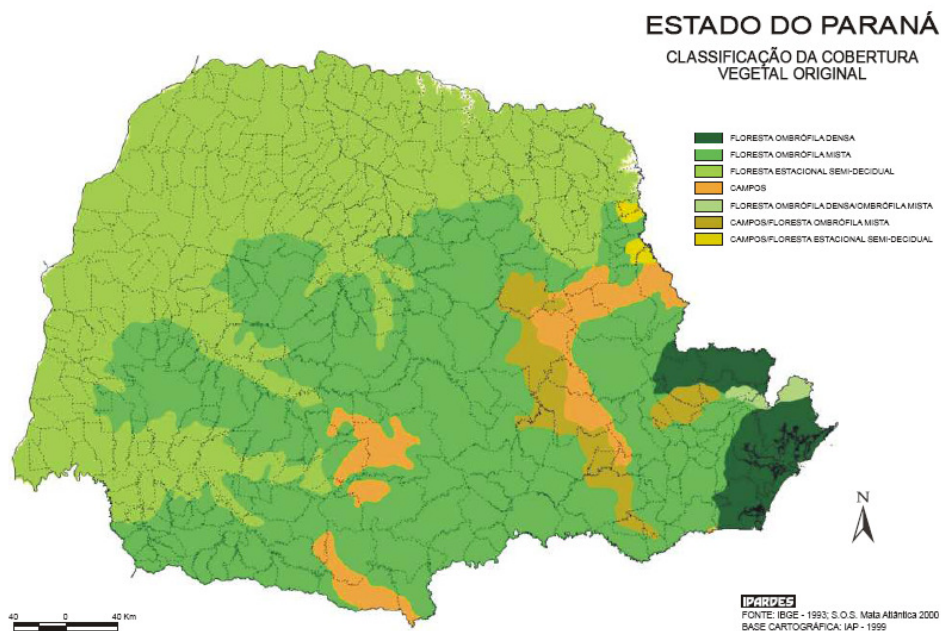 ESTADO DO PARANÁ
CLASSIFICAÇÃO DA COBERTURA
VEGETAL ORIGINAL
FLORESTA OMBRÓFILA DENSA
FLORESTA OMBRÓFILA MISTA
FLORESTA ESTACIONAL SEMI-DECIDUAL
CAMPOS
FLORESTA OMBRÓFILA DENSA/OMBRÓFILA MISTA
CAMPOS/FLORESTA OMBRÓFILA MISTA
CAMPOS/FLORESTA ESTACIONAL SEMI-DECIDUAL
N
40 0 40 Km
IPARDES
FONTE: IBGE - 1993; S.O.S. Mata Atlântica 2000
BASE CARTOGRÁFICA: IAP - 1999